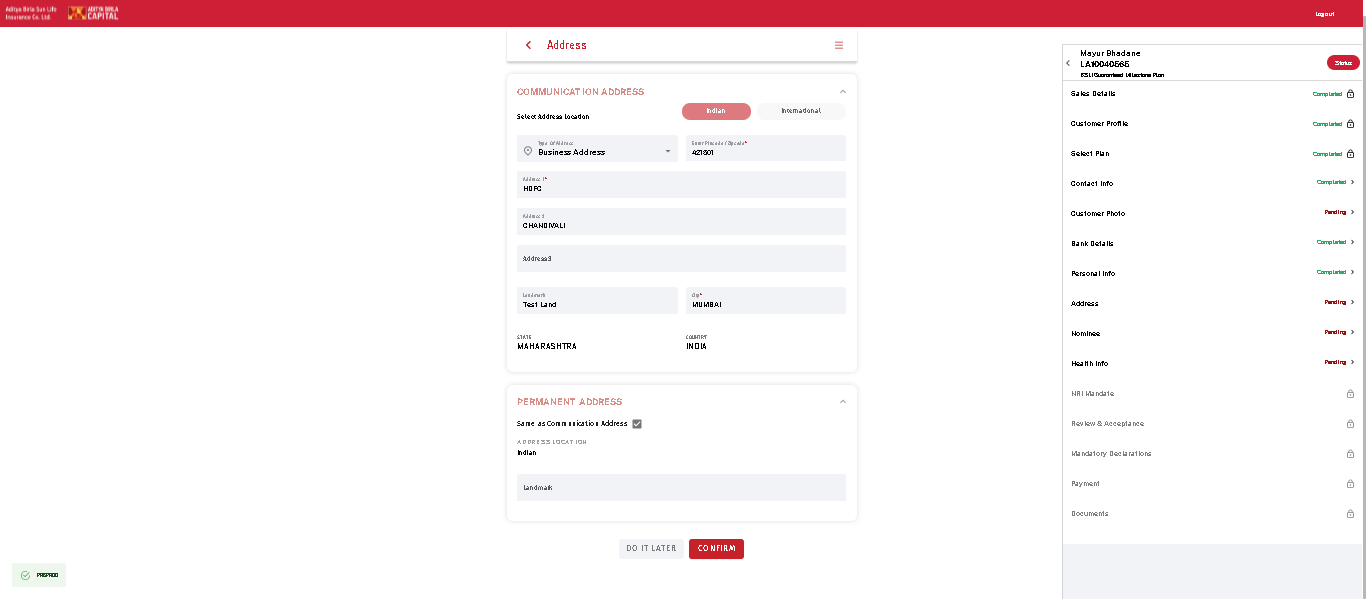 Aditya Birla Sun Life
Insurance Co. Ltd.
ADITYA BIRLA
CAPITAL
Logout
Address
COMMUNICATION ADDRESS
Select Address Location
Indian
International
Type Of Address
Business Address
Enter Pincode / Zipcode*
421801
Address 1*
HDFC
Address 2
CHANDIVALI
Address3
Landmark
Test Land
City*
MUMBAI
STATE
MAHARASHTRA
COUNTRY
INDIA
PERMANENT ADDRESS
Same as Communication Address
ADDRESS LOCATION
Indian
Landmark
DO IT LATER
CONFIRM
PREPROD
Mayur Bhadane
LA10040565
Status
Guaranteed Milestone Plan
Sales Details
Completed
Customer Profile
Completed
Select Plan
Completed
Contact Info
Completed
Customer Photo
Pending
Bank Details
Completed
Personal Info
Completed
Address
Pending
Nominee
Pending
Health Info
Pending
NRI Mandate
Review & Acceptance
Mandatory Declarations
Payment
Documents